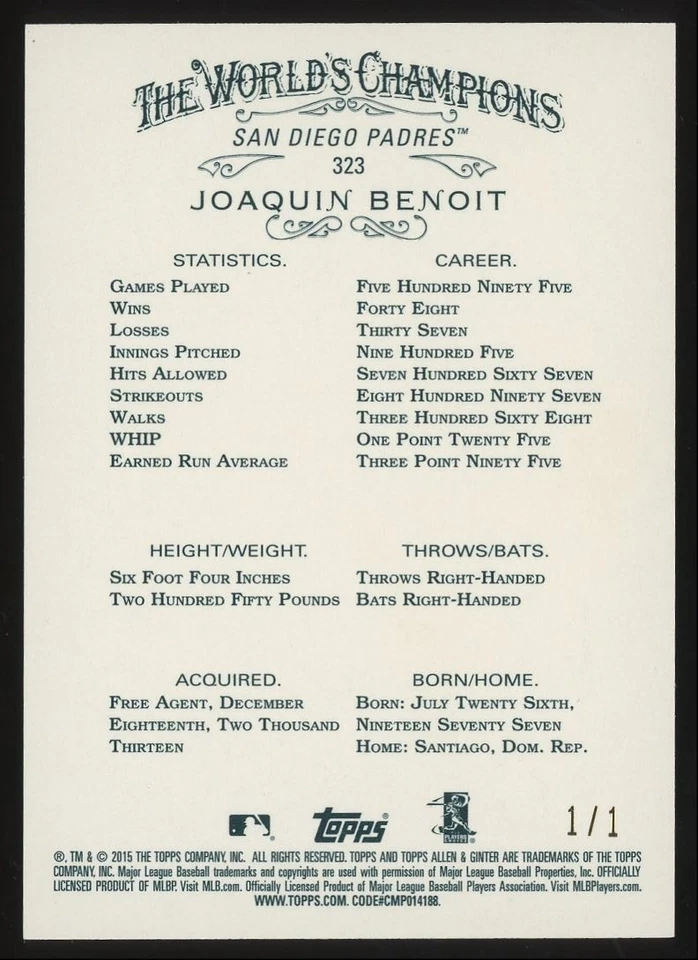 THE WORLD'S CHAMPIONS
SAN DIEGO PADRES™
323
JOAQUIN BENOIT
STATISTICS. CAREER.
GAMES PLAYED FIVE HUNDRED NINETY FIVE
WINS FORTY EIGHT
LOSSES THIRTY SEVEN
INNINGS PITCHED NINE HUNDRED FIVE
HITS ALLOWED SEVEN HUNDRED SIXTY SEVEN
STRIKEOUTS EIGHT HUNDRED NINETY SEVEN
WALKS THREE HUNDRED SIXTY EIGHT
WHIP ONE POINT TWENTY FIVE
EARNED RUN AVERAGE THREE POINT NINETY FIVE
HEIGHT/WEIGHT. THROWS/BATS.
SIX FOOT FOUR INCHES THROWS RIGHT-HANDED
TWO HUNDRED FIFTY POUNDS BATS RIGHT-HANDED
ACQUIRED. BORN/HOME.
FREE AGENT, DECEMBER BORN: JULY TWENTY SIXTH,
EIGHTEENTH, TWO THOUSAND NINETEEN SEVENTY SEVEN
THIRTEEN HOME: SANTIAGO, DOM. REP.
Topps® PLAYERS 1/1
®, TM & © 2015 THE TOPPS COMPANY, INC. ALL RIGHTS RESERVED. TOPPS AND TOPPS ALLEN & GINTER ARE TRADEMARKS OF THE TOPPS
COMPANY, INC. Major League Baseball trademarks and copyrights are used with permission of Major League Baseball Properties, Inc. OFFICIALLY
LICENSED PRODUCT OF MLBP. Visit MLB.com. Officially Licensed Product of Major League Baseball Players Association. Visit MLBPlayers.com.
WWW.TOPPS.COM. CODE#CMP014188.